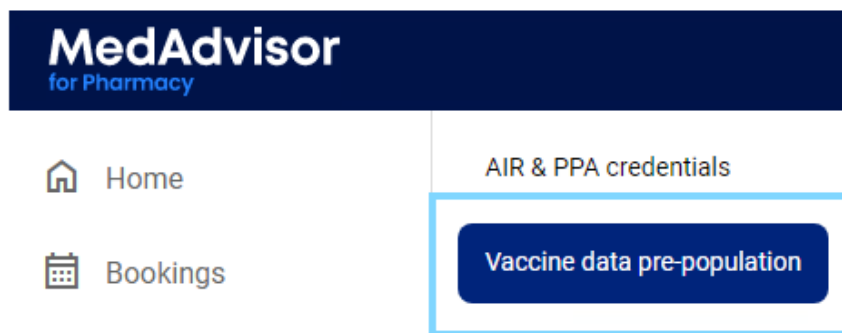 MedAdvisor
for Pharmacy
Home
AIR & PPA credentials
Bookings
Vaccine data pre-population